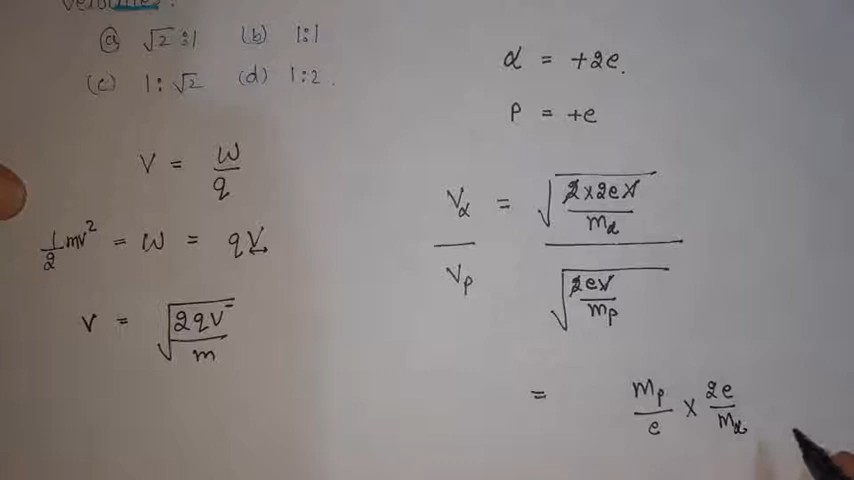 velocities.
(a) √2 : 1 (b) 1:1
(c) 1 : √2 (d) 1:2 .
V = W/q
1/2 mv² = W = qV
v = √(2qV/m)
α = +2e.
P = +e
Vα/Vp = √(2×2eV/mα) / √(2eV/mp)
= mp/e × 2e/mα